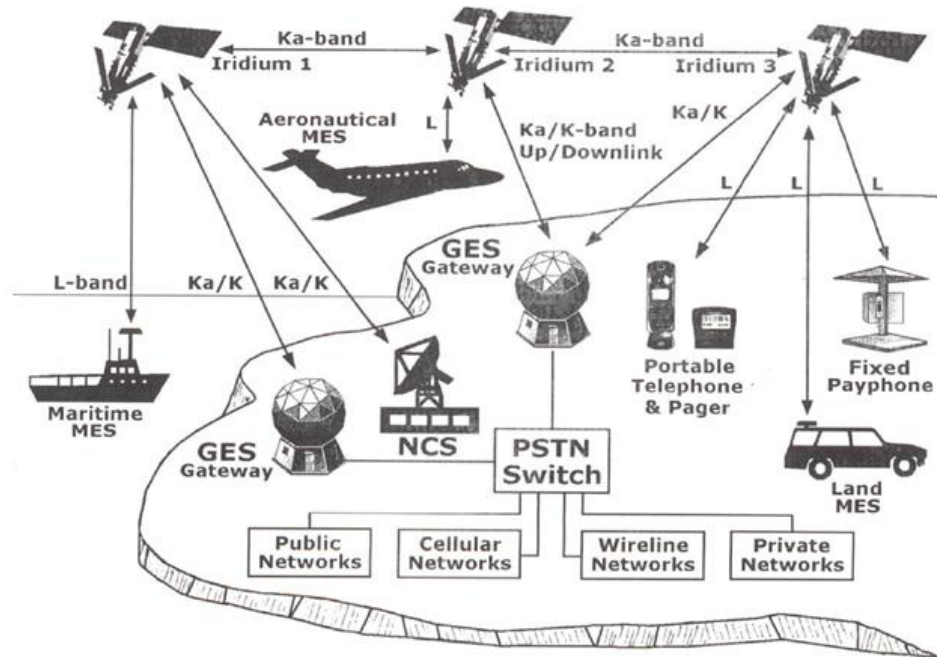 Ka-band
Iridium 1
Ka-band
Iridium 2
Iridium 3
Aeronautical
MES
L
Ka/K-band
Up/Downlink
Ka/K
L
L
L
GES
Gateway
L-band
Ka/K
Ka/K
Maritime
MES
GES
Gateway
NCS
Portable
Telephone
& Pager
Fixed
Payphone
PSTN
Switch
Land
MES
Public
Networks
Cellular
Networks
Wireline
Networks
Private
Networks